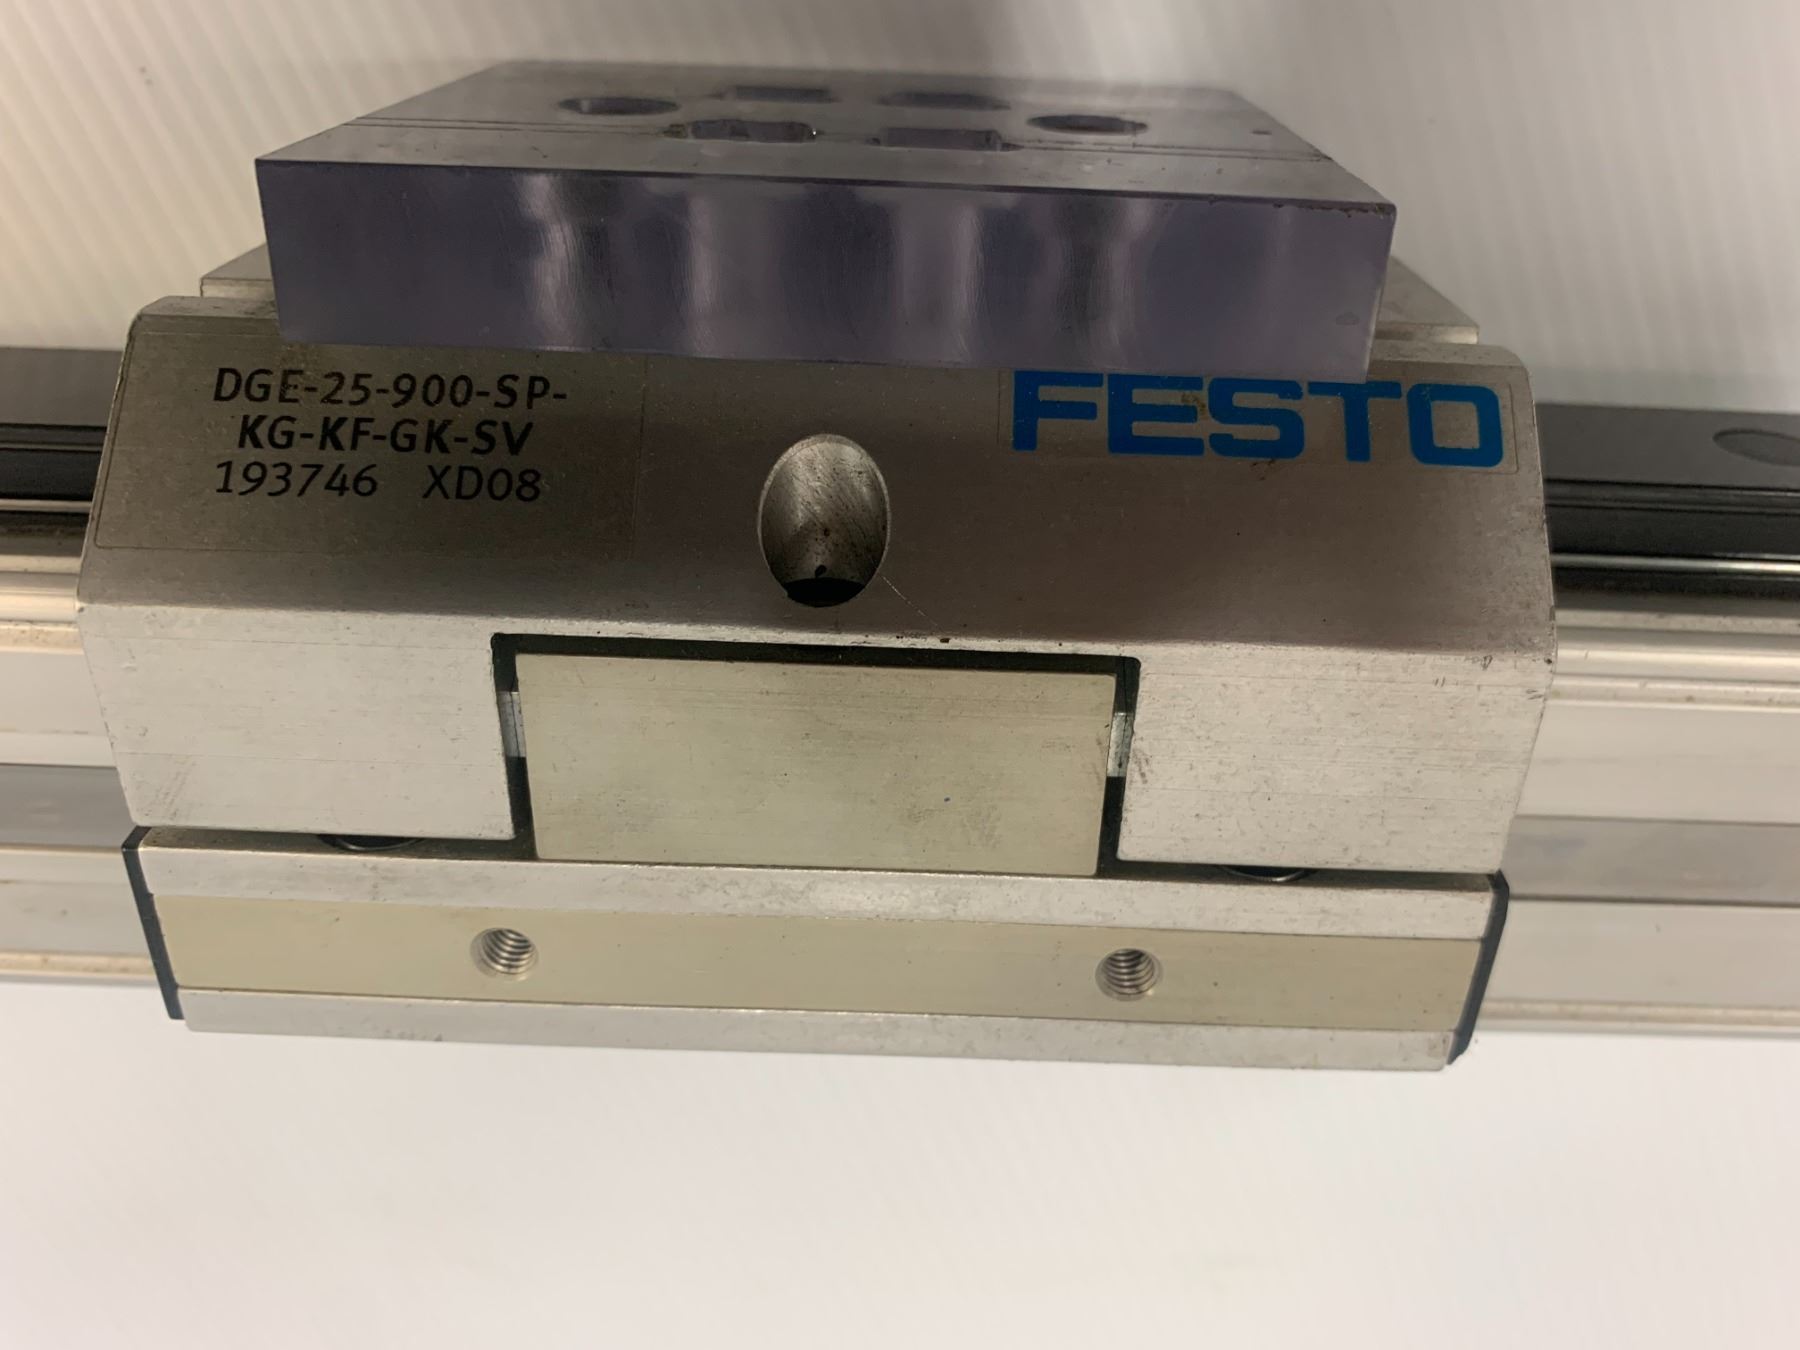 DGE-25-900-SP-
KG-KF-GK-SV
193746 XD08
FESTO